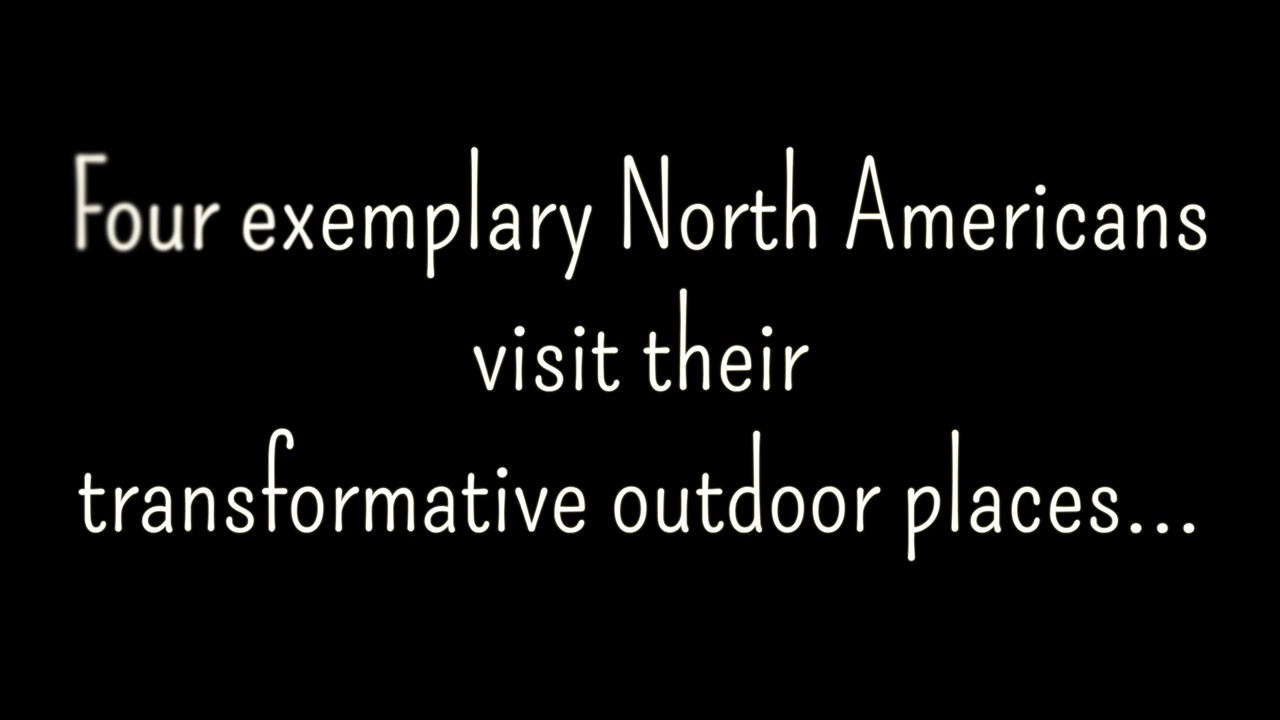 Four exemplary North Americans
visit their
transformative outdoor places...